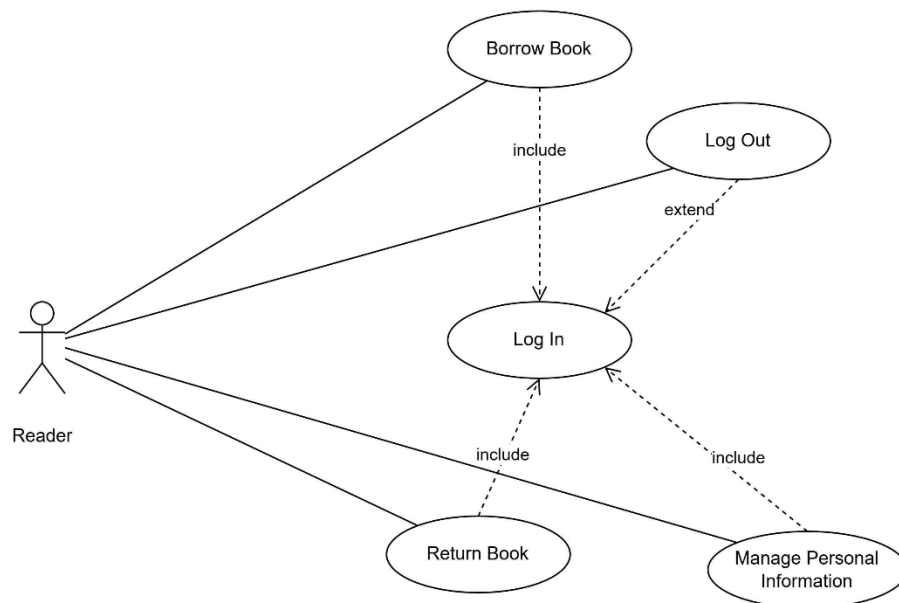 Borrow Book
Log Out
include
extend
Log In
Reader
include
include
Return Book
Manage Personal
Information